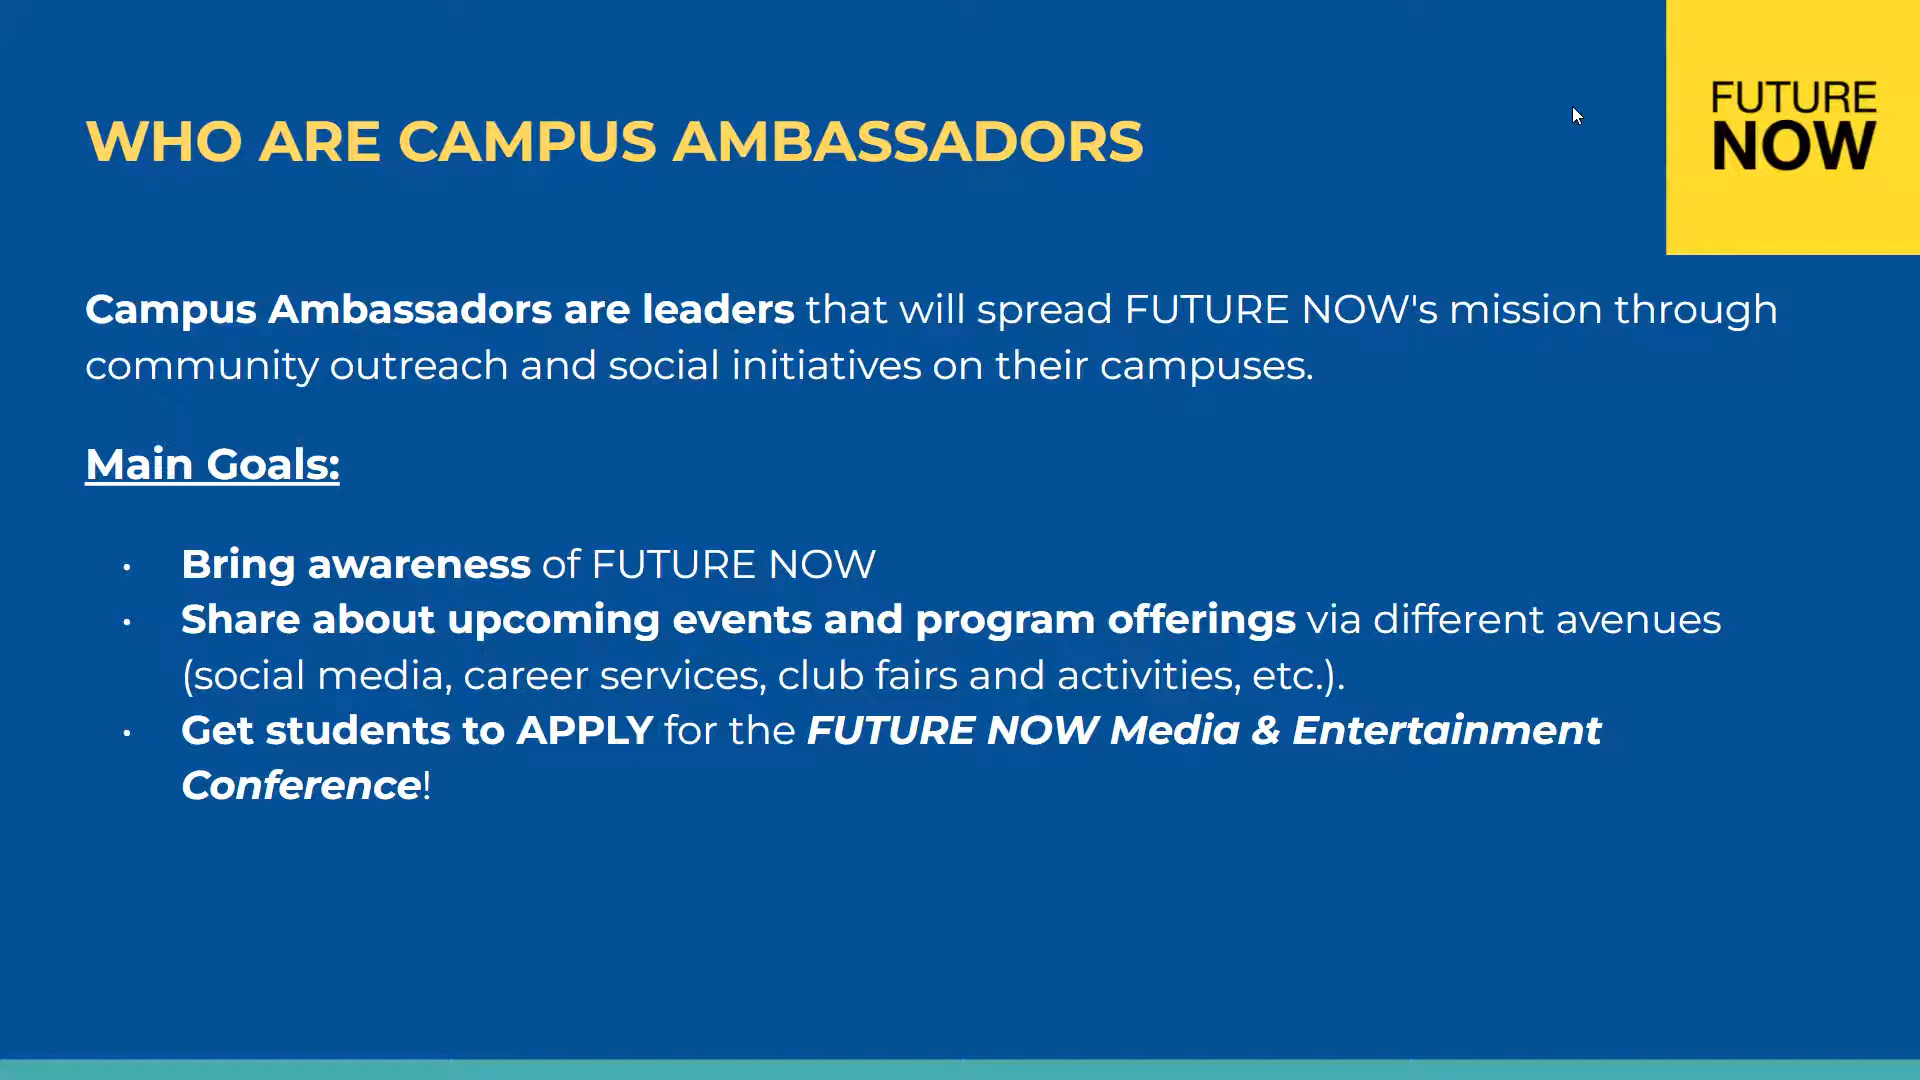 FUTURE
NOW
WHO ARE CAMPUS AMBASSADORS
Campus Ambassadors are leaders that will spread FUTURE NOW's mission through
community outreach and social initiatives on their campuses.
Main Goals:
• Bring awareness of FUTURE NOW
• Share about upcoming events and program offerings via different avenues
(social media, career services, club fairs and activities, etc.).
• Get students to APPLY for the FUTURE NOW Media & Entertainment
Conference!